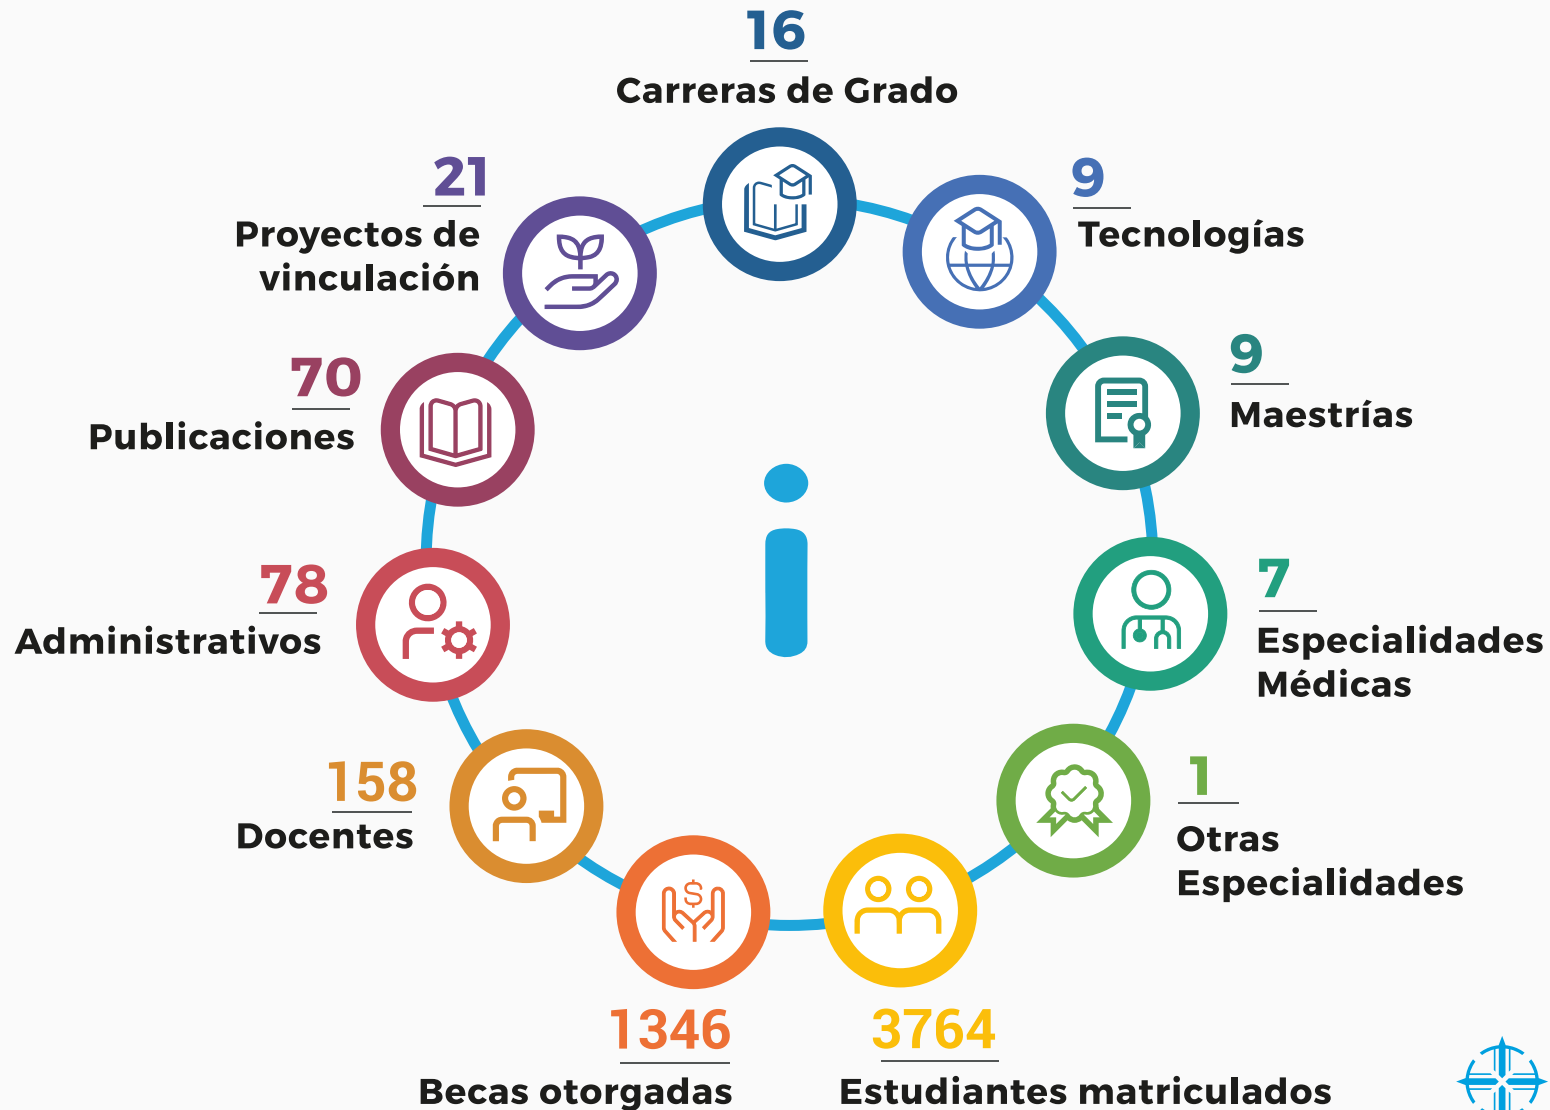 16
Carreras de Grado
9
Tecnologías
9
Maestrías
7
Especialidades
Médicas
1
Otras
Especialidades
3764
Estudiantes matriculados
1346
Becas otorgadas
158
Docentes
78
Administrativos
70
Publicaciones
21
Proyectos de
vinculación
i